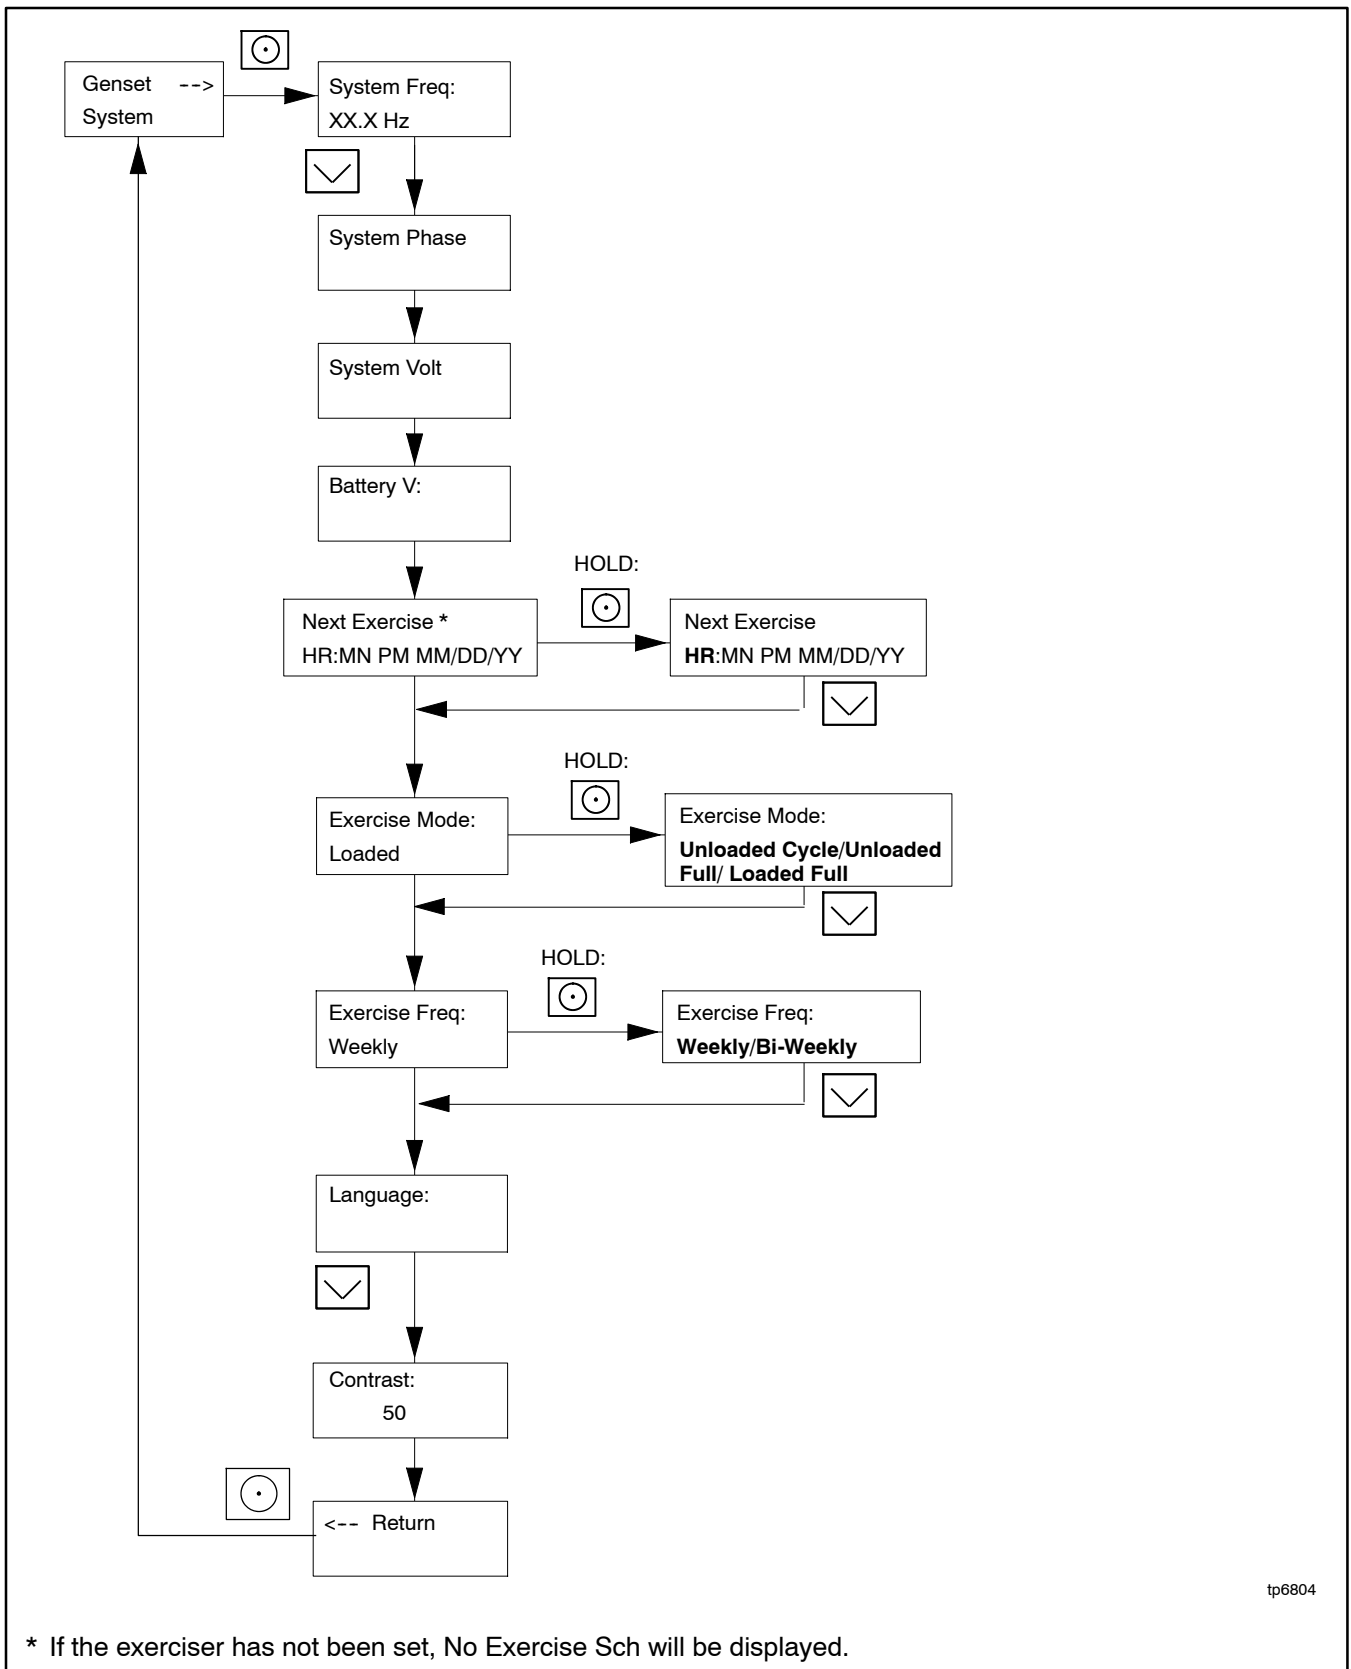 Genset -->
System
System Freq:
XX.X Hz
System Phase
System Volt
Battery V:
HOLD:
Next Exercise *
HR:MN PM MM/DD/YY
Next Exercise
HR:MN PM MM/DD/YY
HOLD:
Exercise Mode:
Loaded
Exercise Mode:
Unloaded Cycle/Unloaded
Full/ Loaded Full
HOLD:
Exercise Freq:
Weekly
Exercise Freq:
Weekly/Bi-Weekly
Language:
Contrast:
50
<-- Return
tp6804
* If the exerciser has not been set, No Exercise Sch will be displayed.